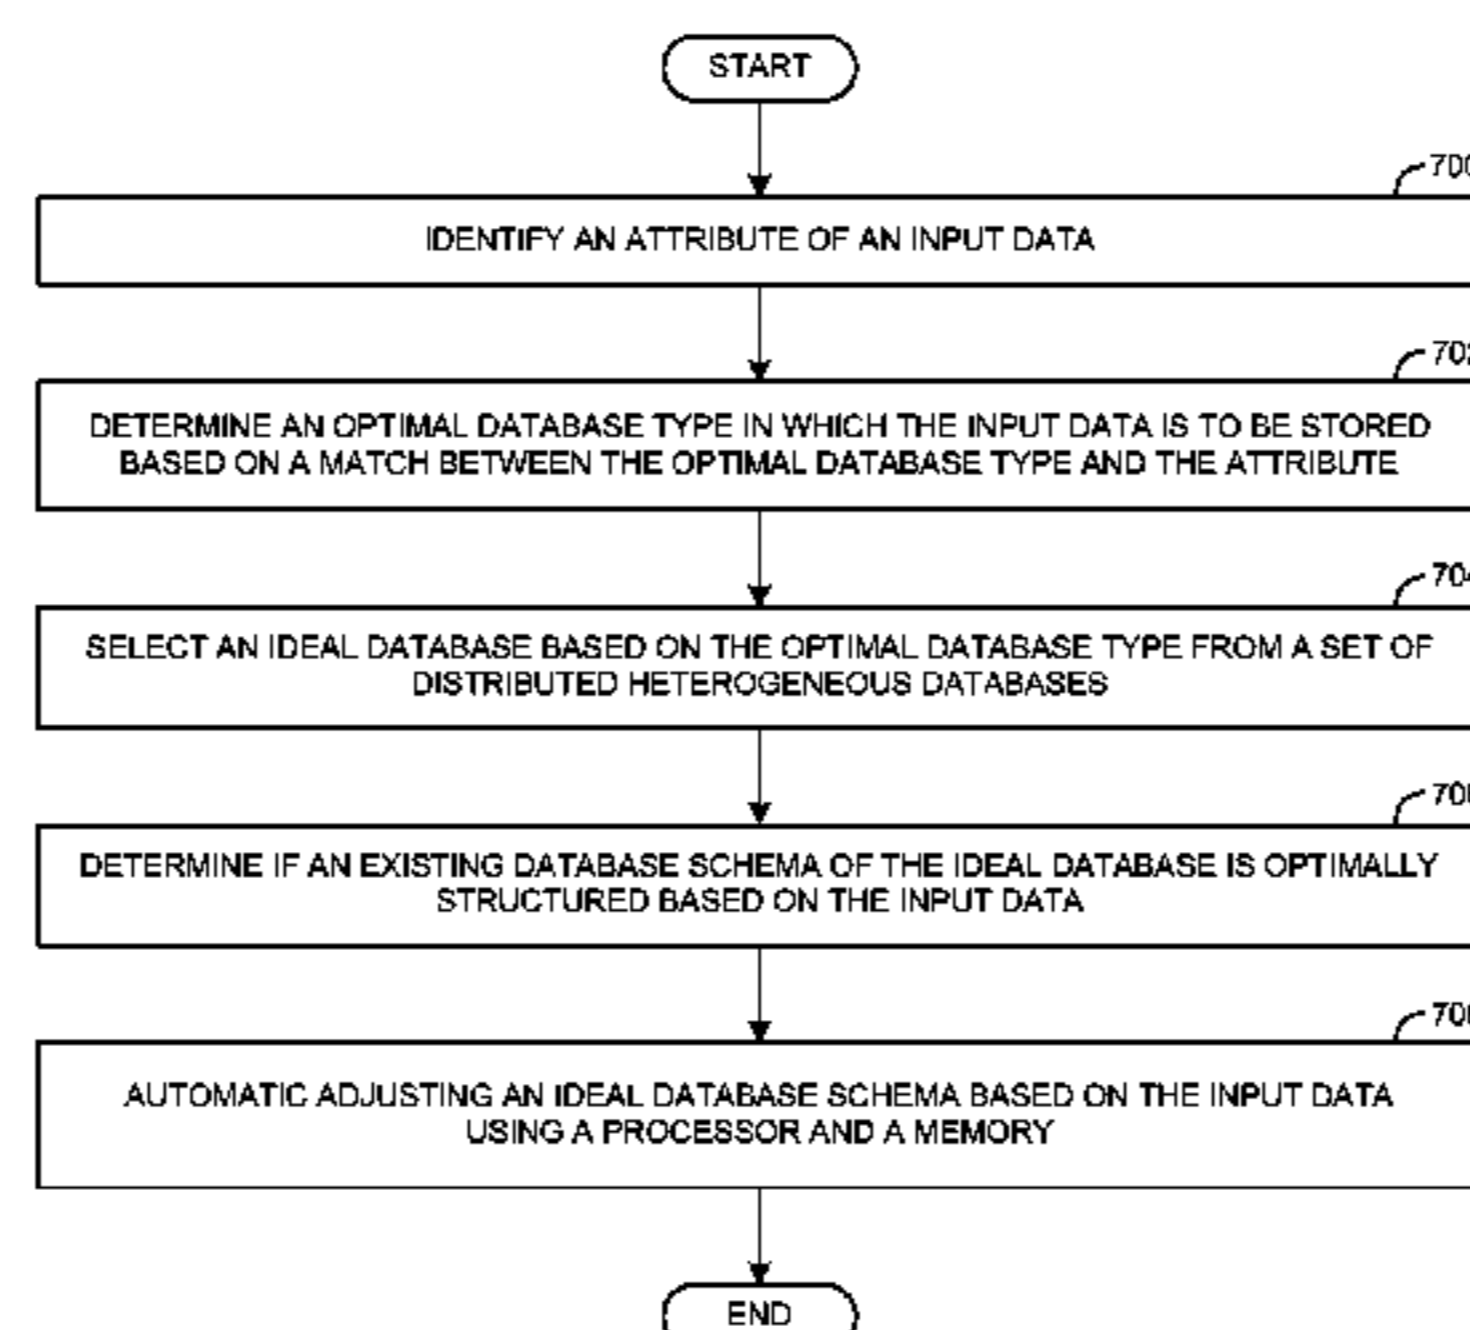 START
IDENTIFY AN ATTRIBUTE OF AN INPUT DATA
DETERMINE AN OPTIMAL DATABASE TYPE IN WHICH THE INPUT DATA IS TO BE STORED
BASED ON A MATCH BETWEEN THE OPTIMAL DATABASE TYPE AND THE ATTRIBUTE
SELECT AN IDEAL DATABASE BASED ON THE OPTIMAL DATABASE TYPE FROM A SET OF
DISTRIBUTED HETEROGENEOUS DATABASES
DETERMINE IF AN EXISTING DATABASE SCHEMA OF THE IDEAL DATABASE IS OPTIMALLY
STRUCTURED BASED ON THE INPUT DATA
AUTOMATIC ADJUSTING AN IDEAL DATABASE SCHEMA BASED ON THE INPUT DATA
USING A PROCESSOR AND A MEMORY
END